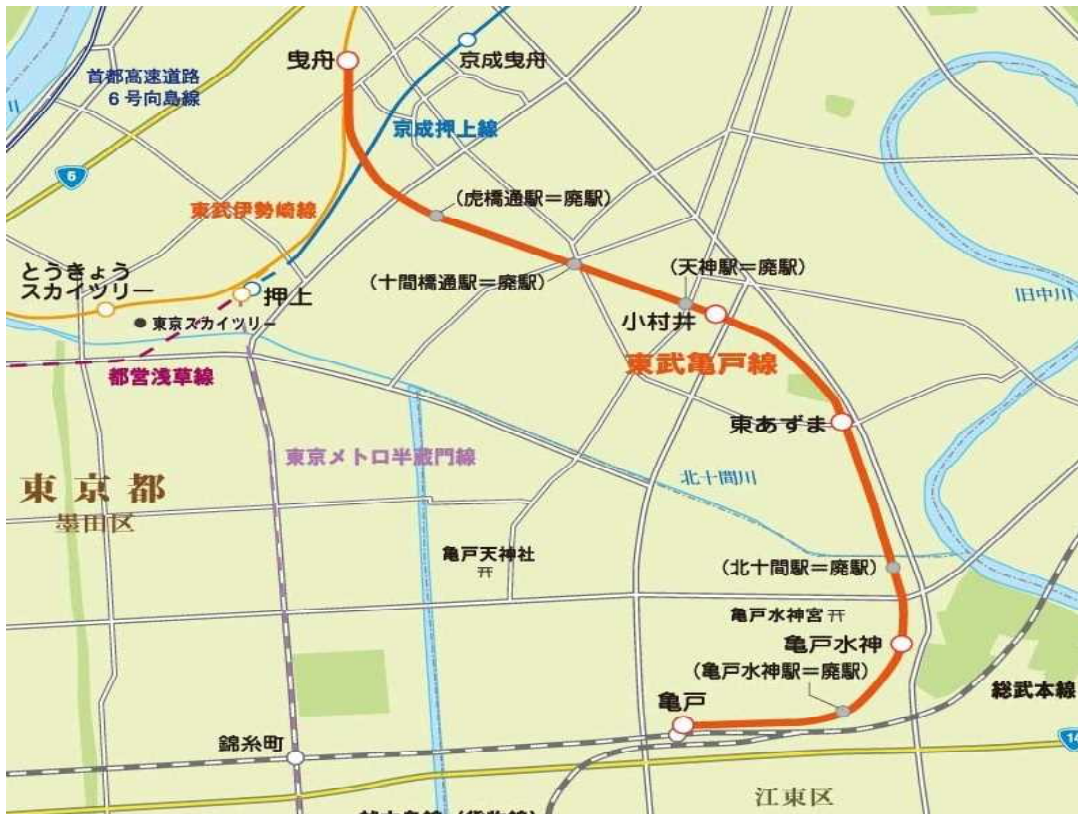 曳舟
京成曳舟
首都高速道路
6号向島線
川
京成押上線
6
東武伊勢崎線
(虎橋通駅=廃駅)
とうきょう
スカイツリー
押上
(十間橋通駅=廃駅)
(天神駅=廃駅)
旧中川
東京スカイツリー
小村井
東武亀戸線
都営浅草線
東あずま
東京メトロ半蔵門線
北十間川
東京都
墨田区
亀戸天神社
(北十間駅=廃駅)
亀戸水神宮
亀戸水神
(亀戸水神駅=廃駅)
総武本線
亀戸
錦糸町
14
江東区